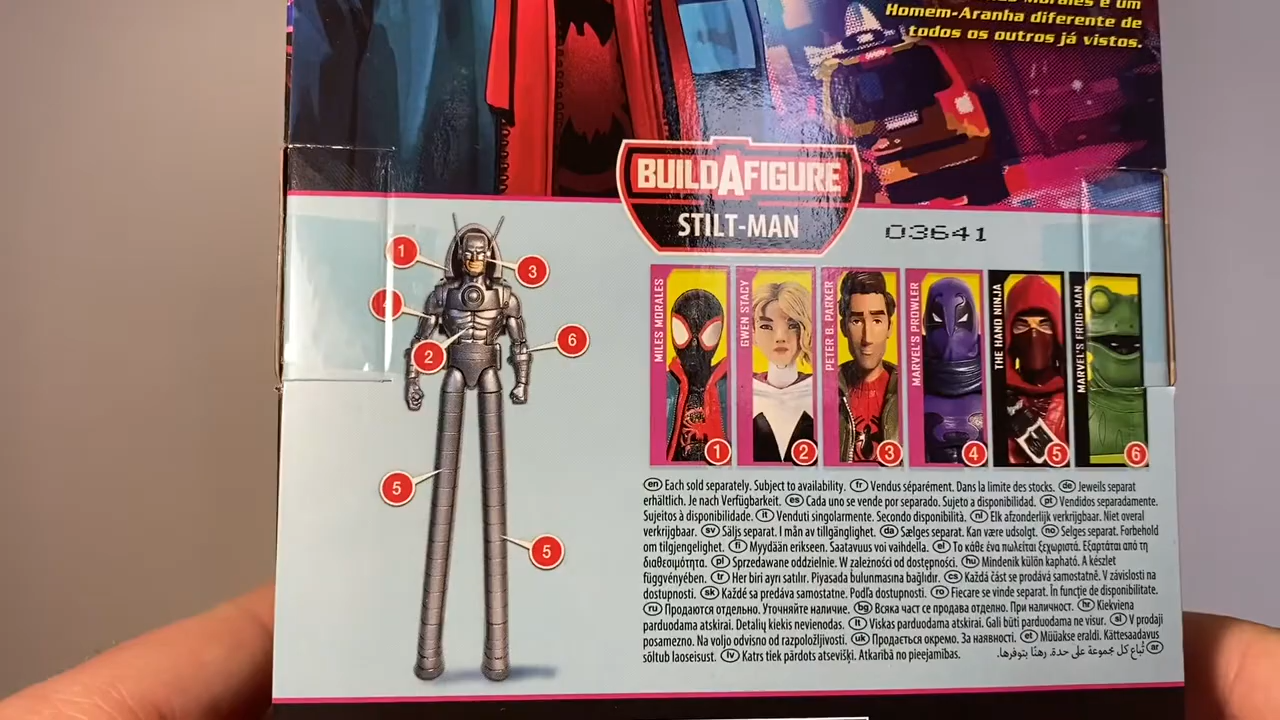 Morales é um
Homem-Aranha diferente de
todos os outros já vistos.
BUILDAFIGURE
STILT-MAN
03641
1
3
4
2
6
5
5
MILES MORALES
1
GWEN STACY
2
PETER B. PARKER
3
MARVEL'S PROWLER
4
THE HAND NINJA
5
MARVEL'S FROG-MAN
6
en Each sold separately. Subject to availability. fr Vendus séparément. Dans la limite des stocks. de Jeweils separat
erhältlich. Je nach Verfügbarkeit. es Cada uno se vende por separado. Sujeto a disponibilidad. pt Vendidos separadamente.
Sujeitos à disponibilidade. it Venduti singolarmente. Secondo disponibilità. nl Elk afzonderlijk verkrijgbaar. Niet overal
verkrijgbaar. sv Säljs separat. I mån av tillgänglighet. da Sælges separat. Kan være udsolgt. no Selges separat. Forbehold
om tilgjengelighet. fi Myydään erikseen. Saatavuus voi vaihdella. el Το κάθε ένα πωλείται ξεχωριστά. Εξαρτάται από τη
διαθεσιμότητα. pl Sprzedawane oddzielnie. W zależności od dostępności. hu Mindenik külön kapható. A készlet
függvényében. tr Her biri ayrı satılır. Piyasada bulunmasına bağlıdır. cs Každá část se prodává samostatně. V závislosti na
dostupnosti. sk Každé sa predáva samostatne. Podľa dostupnosti. ro Fiecare se vinde separat. În funcție de disponibilitate.
ru Продаются отдельно. Уточняйте наличие. bg Всяка част се продава отделно. При наличност. hr Kiekviena
parduodama atskirai. Detalių kiekis nevienodas. lt Viskas parduodama atskirai. Gali būti parduodama ne visur. sl V prodaji
posamezno. Na voljo odvisno od razpoložljivosti. uk Продається окремо. За наявності. et Müüakse eraldi. Kättesaadavus
sõltub laoseisust. lv Katrs tiek pārdots atsevišķi. Atkarībā no pieejamības. ar تُباع كل مجموعة على حدة. رهنًا بتوفرها.